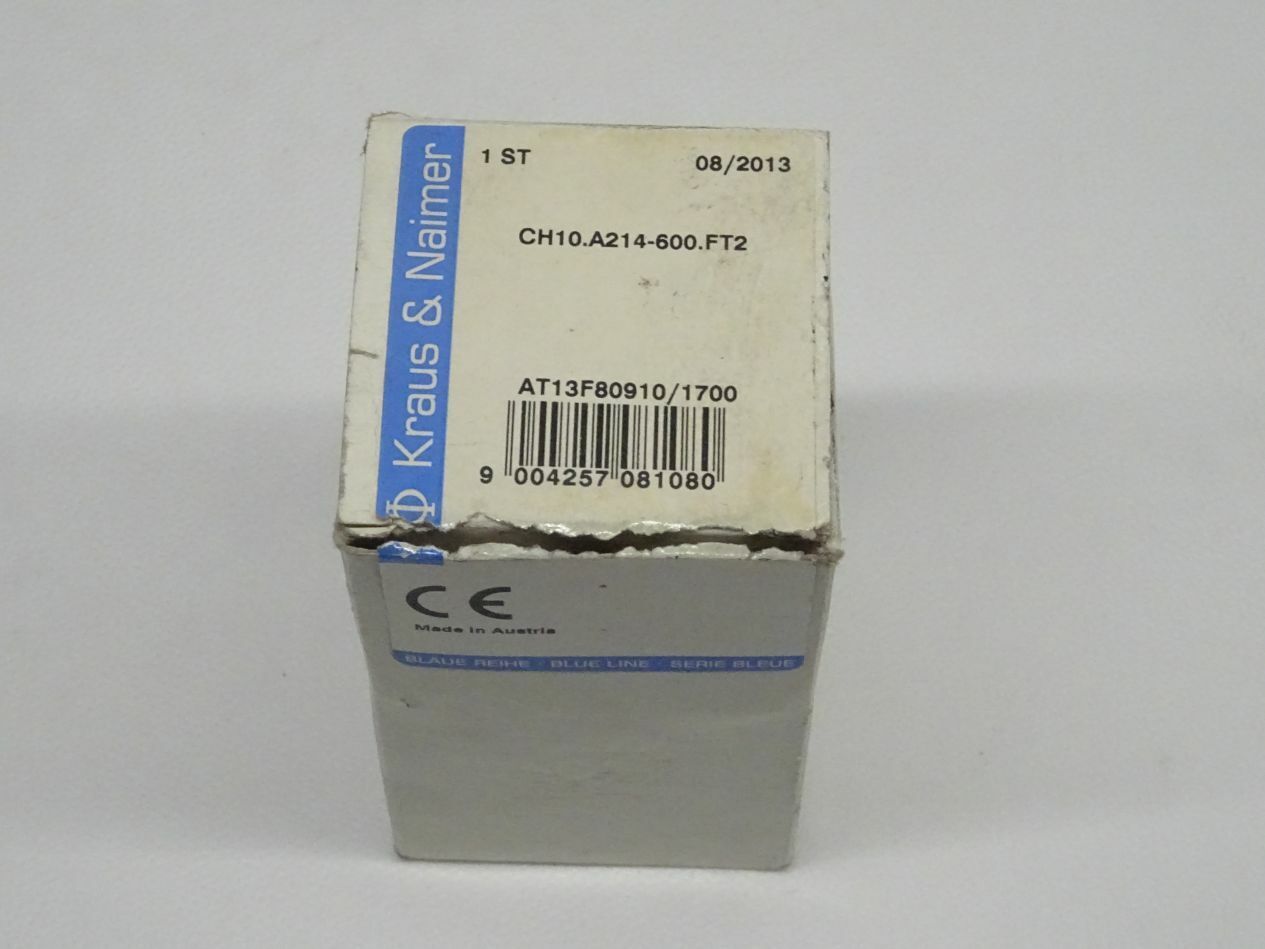 Kraus & Naimer
1 ST 08/2013
CH10.A214-600.FT2
AT13F80910/1700
9 004257 081080
CE
Made in Austria
BLAUE REIHE · BLUE LINE · SERIE BLEUE